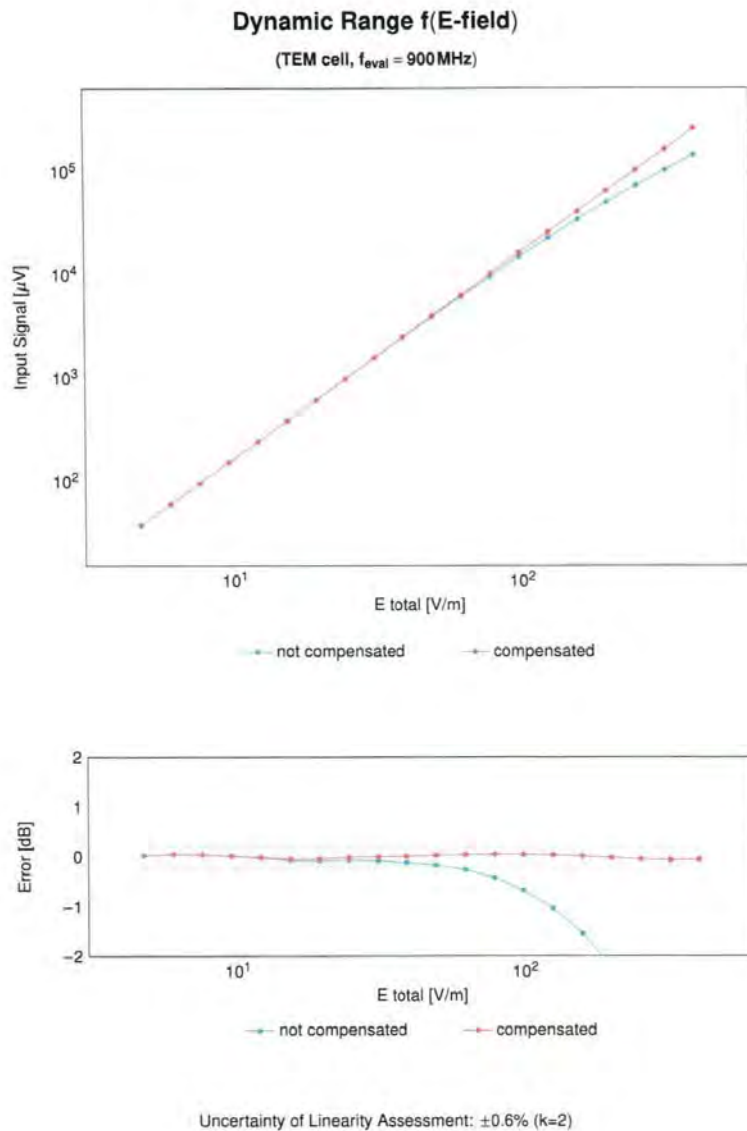 Dynamic Range f(E-field)
(TEM cell, feval = 900MHz)
Input Signal [µV]
10⁵
10⁴
10³
10²
10¹ 10²
E total [V/m]
not compensated compensated
Error [dB]
2
1
0
−1
−2
10¹ 10²
E total [V/m]
not compensated compensated
Uncertainty of Linearity Assessment: ±0.6% (k=2)